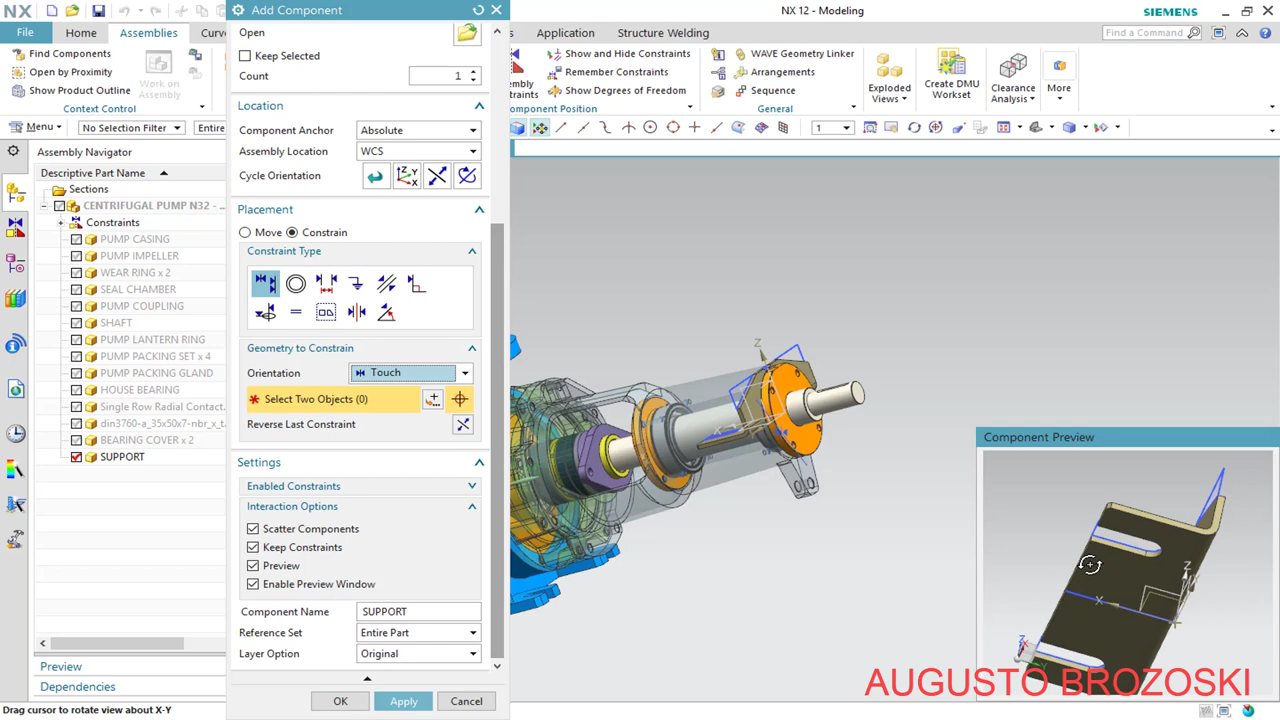 NX
Add Component
NX 12 - Modeling
SIEMENS
File
Home
Assemblies
Curv
Application
Structure Welding
Find a Command
Find Components
Open by Proximity
Show Product Outline
Work on
Assembly
Context Control
Open
Keep Selected
Count
1
Show and Hide Constraints
Remember Constraints
Show Degrees of Freedom
WAVE Geometry Linker
Arrangements
Sequence
Exploded
Views
Create DMU
Workset
Clearance
Analysis
More
General
Menu
No Selection Filter
Entire
1
Location
Component Anchor
Absolute
Assembly Location
WCS
Cycle Orientation
Placement
Move
Constrain
Constraint Type
Geometry to Constrain
Orientation
Touch
Select Two Objects (0)
Reverse Last Constraint
Settings
Enabled Constraints
Interaction Options
Scatter Components
Keep Constraints
Preview
Enable Preview Window
Component Name
SUPPORT
Reference Set
Entire Part
Layer Option
Original
OK
Apply
Cancel
Assembly Navigator
Descriptive Part Name
Sections
CENTRIFUGAL PUMP N32 - ...
Constraints
PUMP CASING
PUMP IMPELLER
WEAR RING x 2
SEAL CHAMBER
PUMP COUPLING
SHAFT
PUMP LANTERN RING
PUMP PACKING SET x 4
PUMP PACKING GLAND
HOUSE BEARING
Single Row Radial Contact
din3760-a_35x50x7-nbr_x_t
BEARING COVER x 2
SUPPORT
Preview
Dependencies
Drag cursor to rotate view about X-Y
Z
Component Preview
Z
X
Z
Y
AUGUSTO BROZOSKI